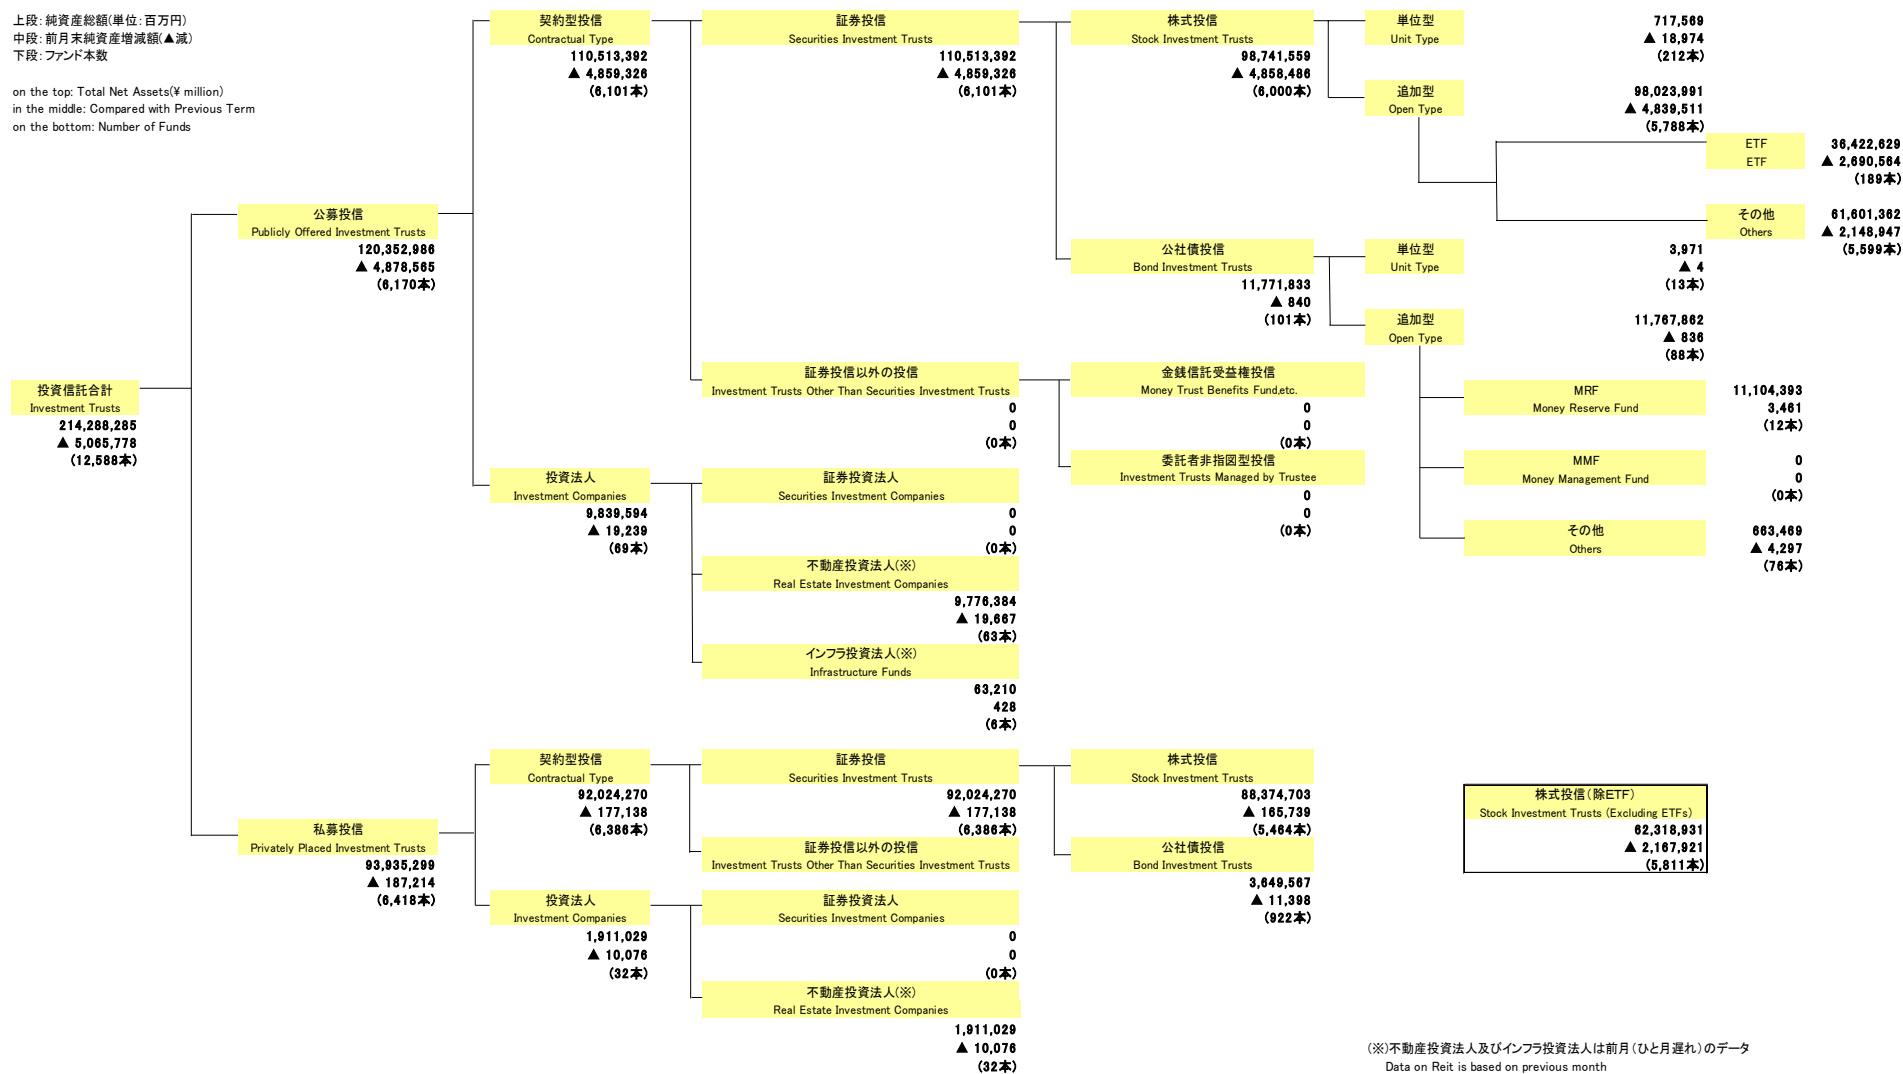 上段：純資産総額(単位：百万円)
中段：前月末純資産増減額(▲減)
下段：ファンド本数
on the top: Total Net Assets(¥ million)
in the middle: Compared with Previous Term
on the bottom: Number of Funds
投資信託合計
Investment Trusts
214,288,285
▲ 5,065,778
(12,588本)
公募投信
Publicly Offered Investment Trusts
120,352,986
▲ 4,878,565
(6,170本)
契約型投信
Contractual Type
110,513,392
▲ 4,859,326
(6,101本)
証券投信
Securities Investment Trusts
110,513,392
▲ 4,859,326
(6,101本)
株式投信
Stock Investment Trusts
98,741,559
▲ 4,858,486
(6,000本)
単位型
Unit Type
717,569
▲ 18,974
(212本)
追加型
Open Type
98,023,991
▲ 4,839,511
(5,788本)
ETF
ETF
36,422,629
▲ 2,690,564
(189本)
その他
Others
61,601,362
▲ 2,148,947
(5,599本)
公社債投信
Bond Investment Trusts
11,771,833
▲ 840
(101本)
単位型
Unit Type
3,971
▲ 4
(13本)
追加型
Open Type
11,767,862
▲ 836
(88本)
MRF
Money Reserve Fund
11,104,393
3,461
(12本)
MMF
Money Management Fund
0
0
(0本)
その他
Others
663,469
▲ 4,297
(76本)
証券投信以外の投信
Investment Trusts Other Than Securities Investment Trusts
0
0
(0本)
金銭信託受益権投信
Money Trust Benefits Fund,etc.
0
0
(0本)
委託者非指図型投信
Investment Trusts Managed by Trustee
0
0
(0本)
投資法人
Investment Companies
9,839,594
▲ 19,239
(69本)
証券投資法人
Securities Investment Companies
0
0
(0本)
不動産投資法人(※)
Real Estate Investment Companies
9,776,384
▲ 19,667
(63本)
インフラ投資法人(※)
Infrastructure Funds
63,210
428
(6本)
私募投信
Privately Placed Investment Trusts
93,935,299
▲ 187,214
(6,418本)
契約型投信
Contractual Type
92,024,270
▲ 177,138
(6,386本)
証券投信
Securities Investment Trusts
92,024,270
▲ 177,138
(6,386本)
株式投信
Stock Investment Trusts
88,374,703
▲ 165,739
(5,464本)
公社債投信
Bond Investment Trusts
3,649,567
▲ 11,398
(922本)
証券投信以外の投信
Investment Trusts Other Than Securities Investment Trusts
投資法人
Investment Companies
1,911,029
▲ 10,076
(32本)
証券投資法人
Securities Investment Companies
0
0
(0本)
不動産投資法人(※)
Real Estate Investment Companies
1,911,029
▲ 10,076
(32本)
株式投信(除ETF)
Stock Investment Trusts (Excluding ETFs)
62,318,931
▲ 2,167,921
(5,811本)
(※)不動産投資法人及びインフラ投資法人は前月(ひと月遅れ)のデータ
Data on Reit is based on previous month